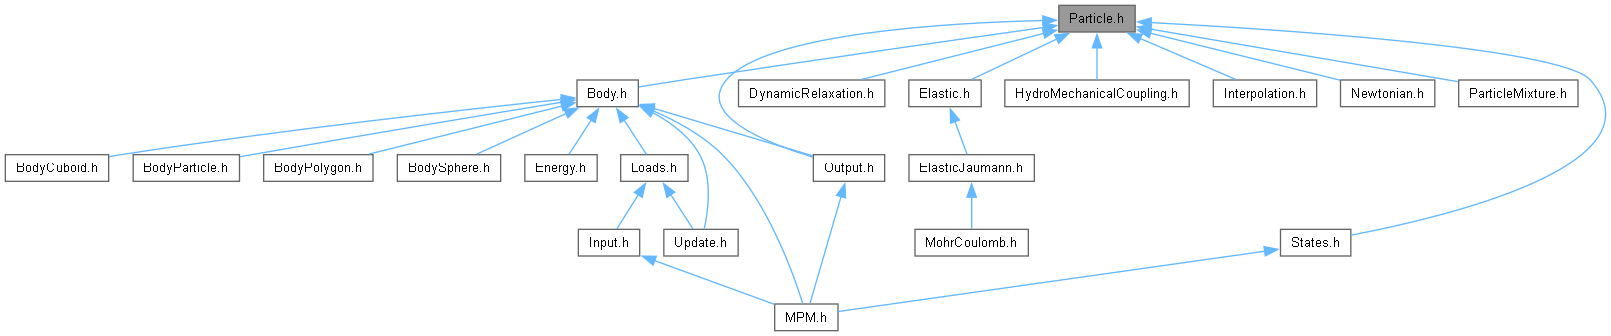 Particle.h
Body.h
DynamicRelaxation.h
Elastic.h
HydroMechanicalCoupling.h
Interpolation.h
Newtonian.h
ParticleMixture.h
BodyCuboid.h
BodyParticle.h
BodyPolygon.h
BodySphere.h
Energy.h
Loads.h
Output.h
ElasticJaumann.h
Input.h
Update.h
MohrCoulomb.h
States.h
MPM.h